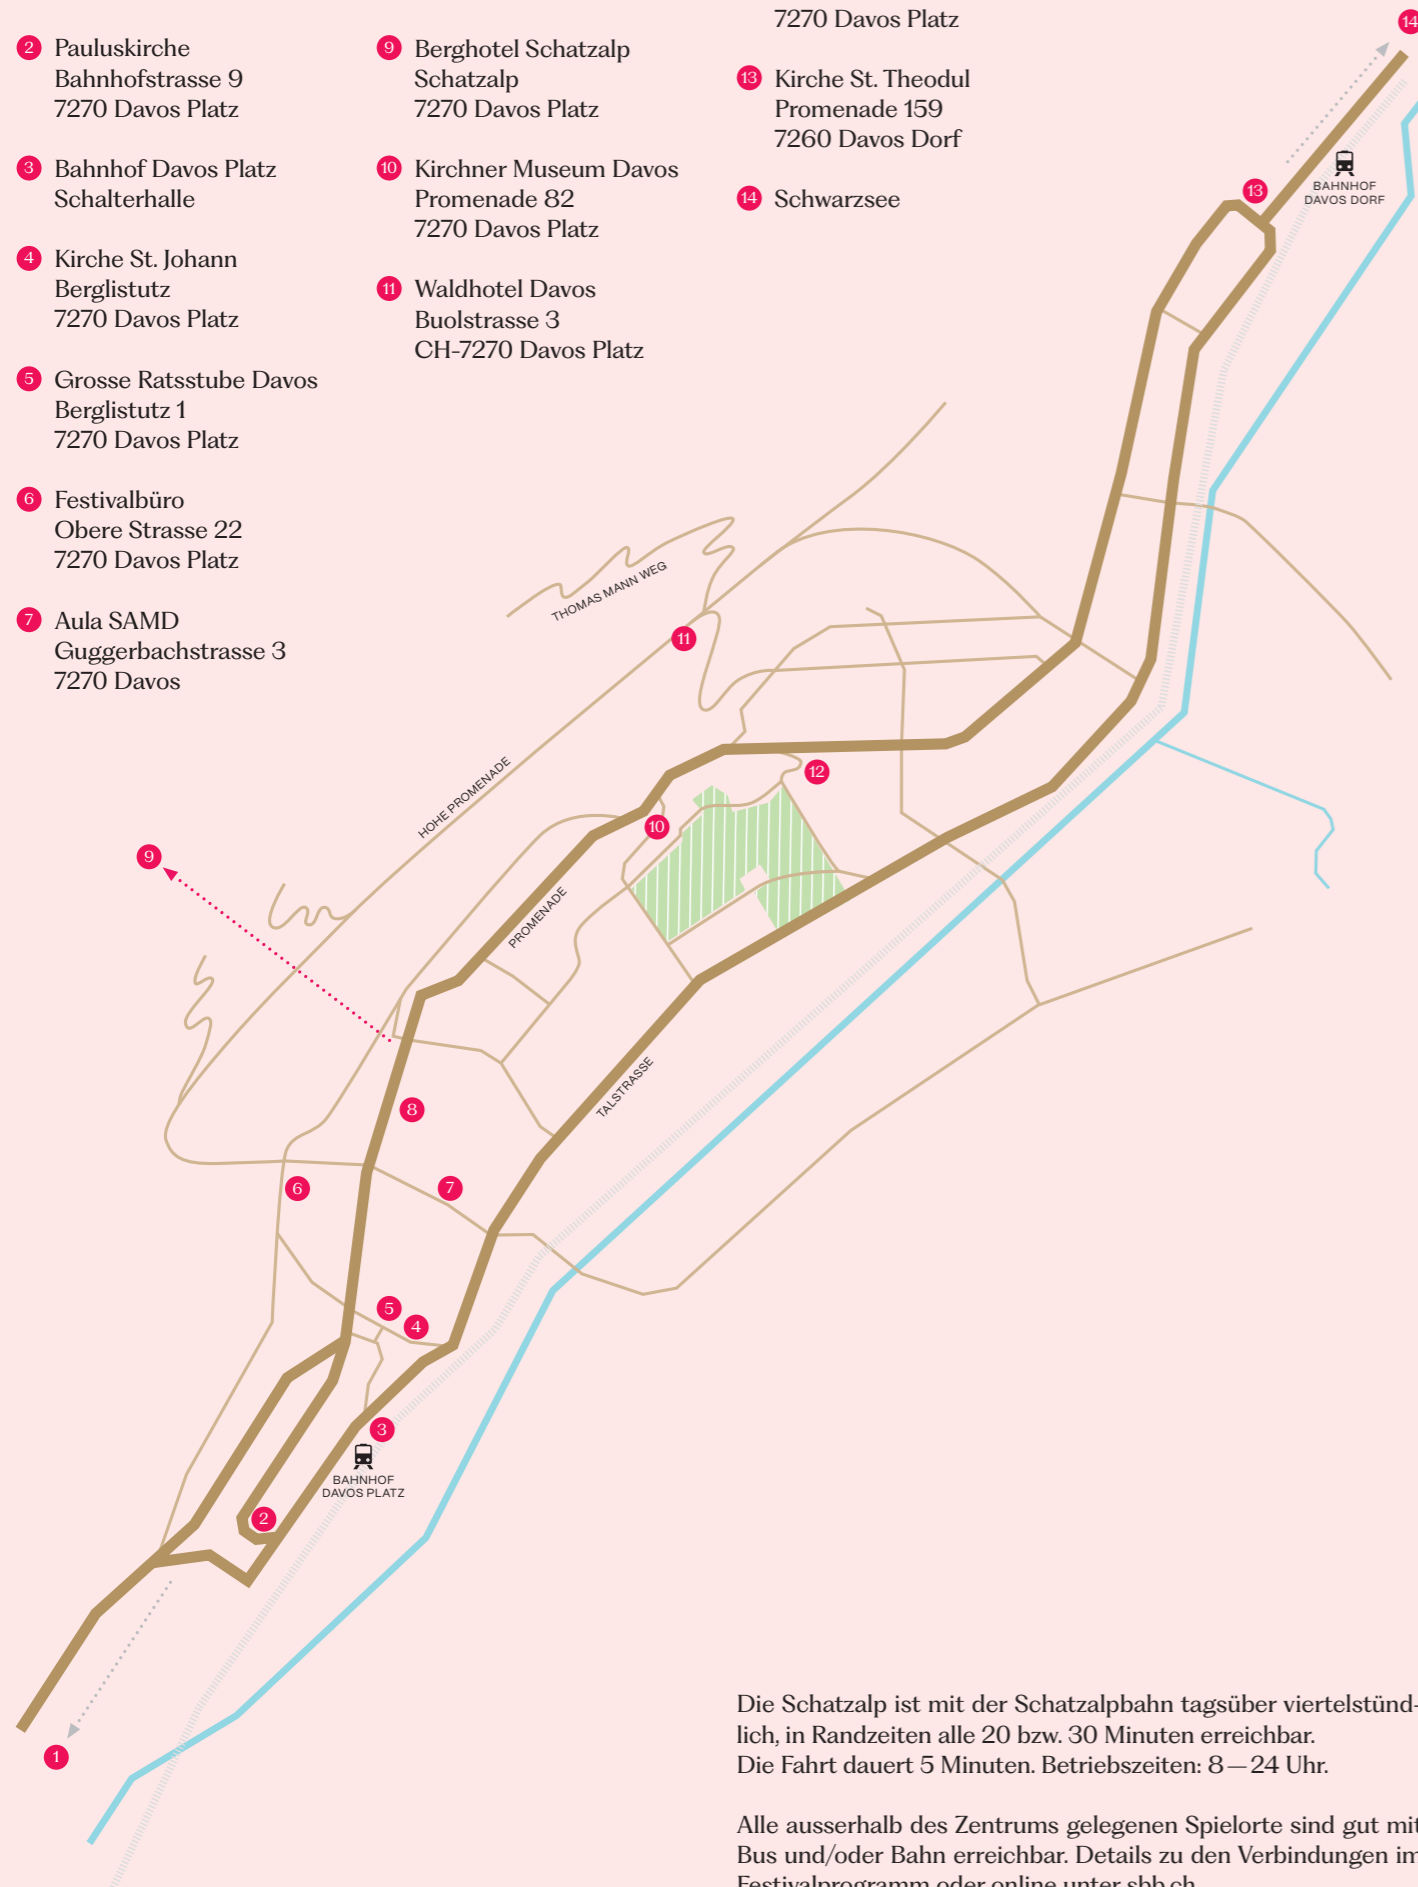 2 Pauluskirche
Bahnhofstrasse 9
7270 Davos Platz
3 Bahnhof Davos Platz
Schalterhalle
4 Kirche St. Johann
Berglistutz
7270 Davos Platz
5 Grosse Ratsstube Davos
Berglistutz 1
7270 Davos Platz
6 Festivalbüro
Obere Strasse 22
7270 Davos Platz
7 Aula SAMD
Guggerbachstrasse 3
7270 Davos
9 Berghotel Schatzalp
Schatzalp
7270 Davos Platz
10 Kirchner Museum Davos
Promenade 82
7270 Davos Platz
11 Waldhotel Davos
Buolstrasse 3
CH-7270 Davos Platz
7270 Davos Platz
13 Kirche St. Theodul
Promenade 159
7260 Davos Dorf
14 Schwarzsee
14
13
BAHNHOF
DAVOS DORF
THOMAS MANN WEG
11
HOHE PROMENADE
12
10
9
PROMENADE
TALSTRASSE
8
7
6
5
4
3
BAHNHOF
DAVOS PLATZ
2
1
Die Schatzalp ist mit der Schatzalpbahn tagsüber viertelstünd-
lich, in Randzeiten alle 20 bzw. 30 Minuten erreichbar.
Die Fahrt dauert 5 Minuten. Betriebszeiten: 8 — 24 Uhr.
Alle ausserhalb des Zentrums gelegenen Spielorte sind gut mit
Bus und/oder Bahn erreichbar. Details zu den Verbindungen im
Festivalprogramm oder online unter sbb.ch